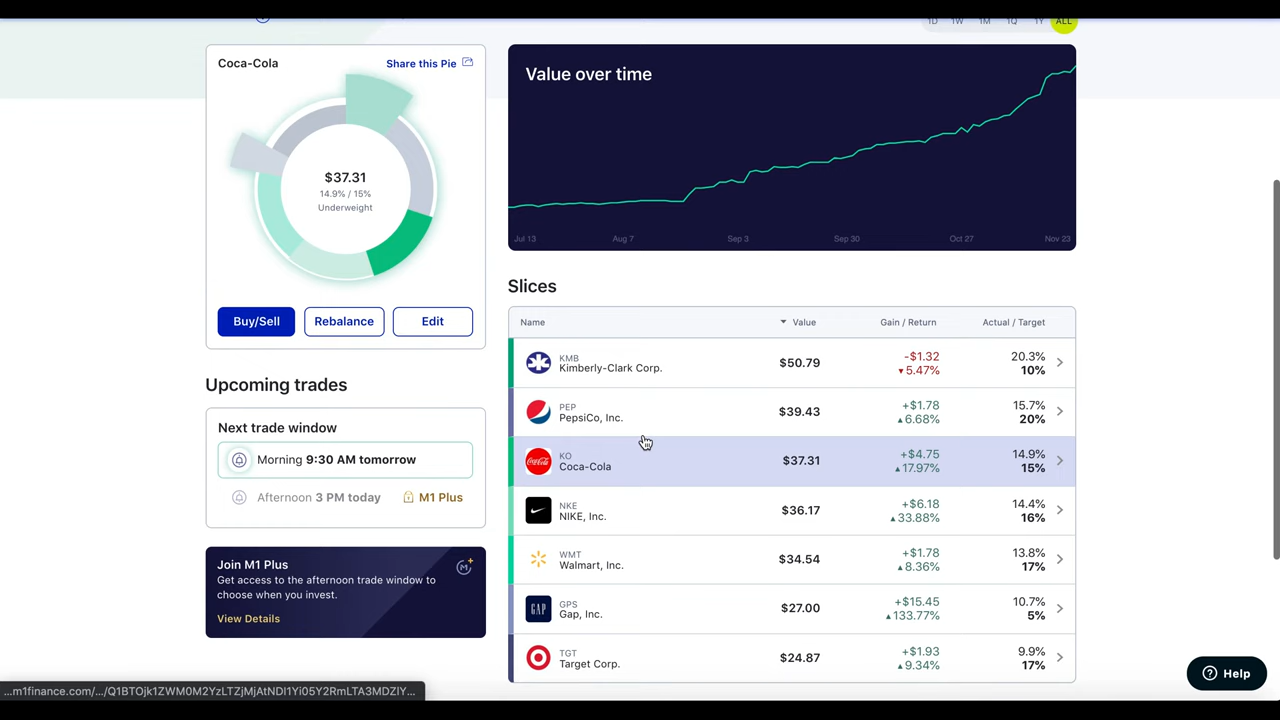 1D 1W 1M 1Q 1Y ALL
Coca-Cola
Share this Pie
$37.31
14.9% / 15%
Underweight
Buy/Sell
Rebalance
Edit
Value over time
Jul 13 Aug 7 Sep 3 Sep 30 Oct 27 Nov 23
Upcoming trades
Next trade window
Morning 9:30 AM tomorrow
Afternoon 3 PM today M1 Plus
Join M1 Plus
Get access to the afternoon trade window to
choose when you invest.
View Details
Slices
Name Value Gain / Return Actual / Target
KMB
Kimberly-Clark Corp.
$50.79
-$1.32
5.47%
20.3%
10%
PEP
PepsiCo, Inc.
$39.43
+$1.78
6.68%
15.7%
20%
KO
Coca-Cola
$37.31
+$4.75
17.97%
14.9%
15%
NKE
NIKE, Inc.
$36.17
+$6.18
33.88%
14.4%
16%
WMT
Walmart, Inc.
$34.54
+$1.78
8.36%
13.8%
17%
GAP
GPS
Gap, Inc.
$27.00
+$15.45
133.77%
10.7%
5%
TGT
Target Corp.
$24.87
+$1.93
9.34%
9.9%
17%
Help